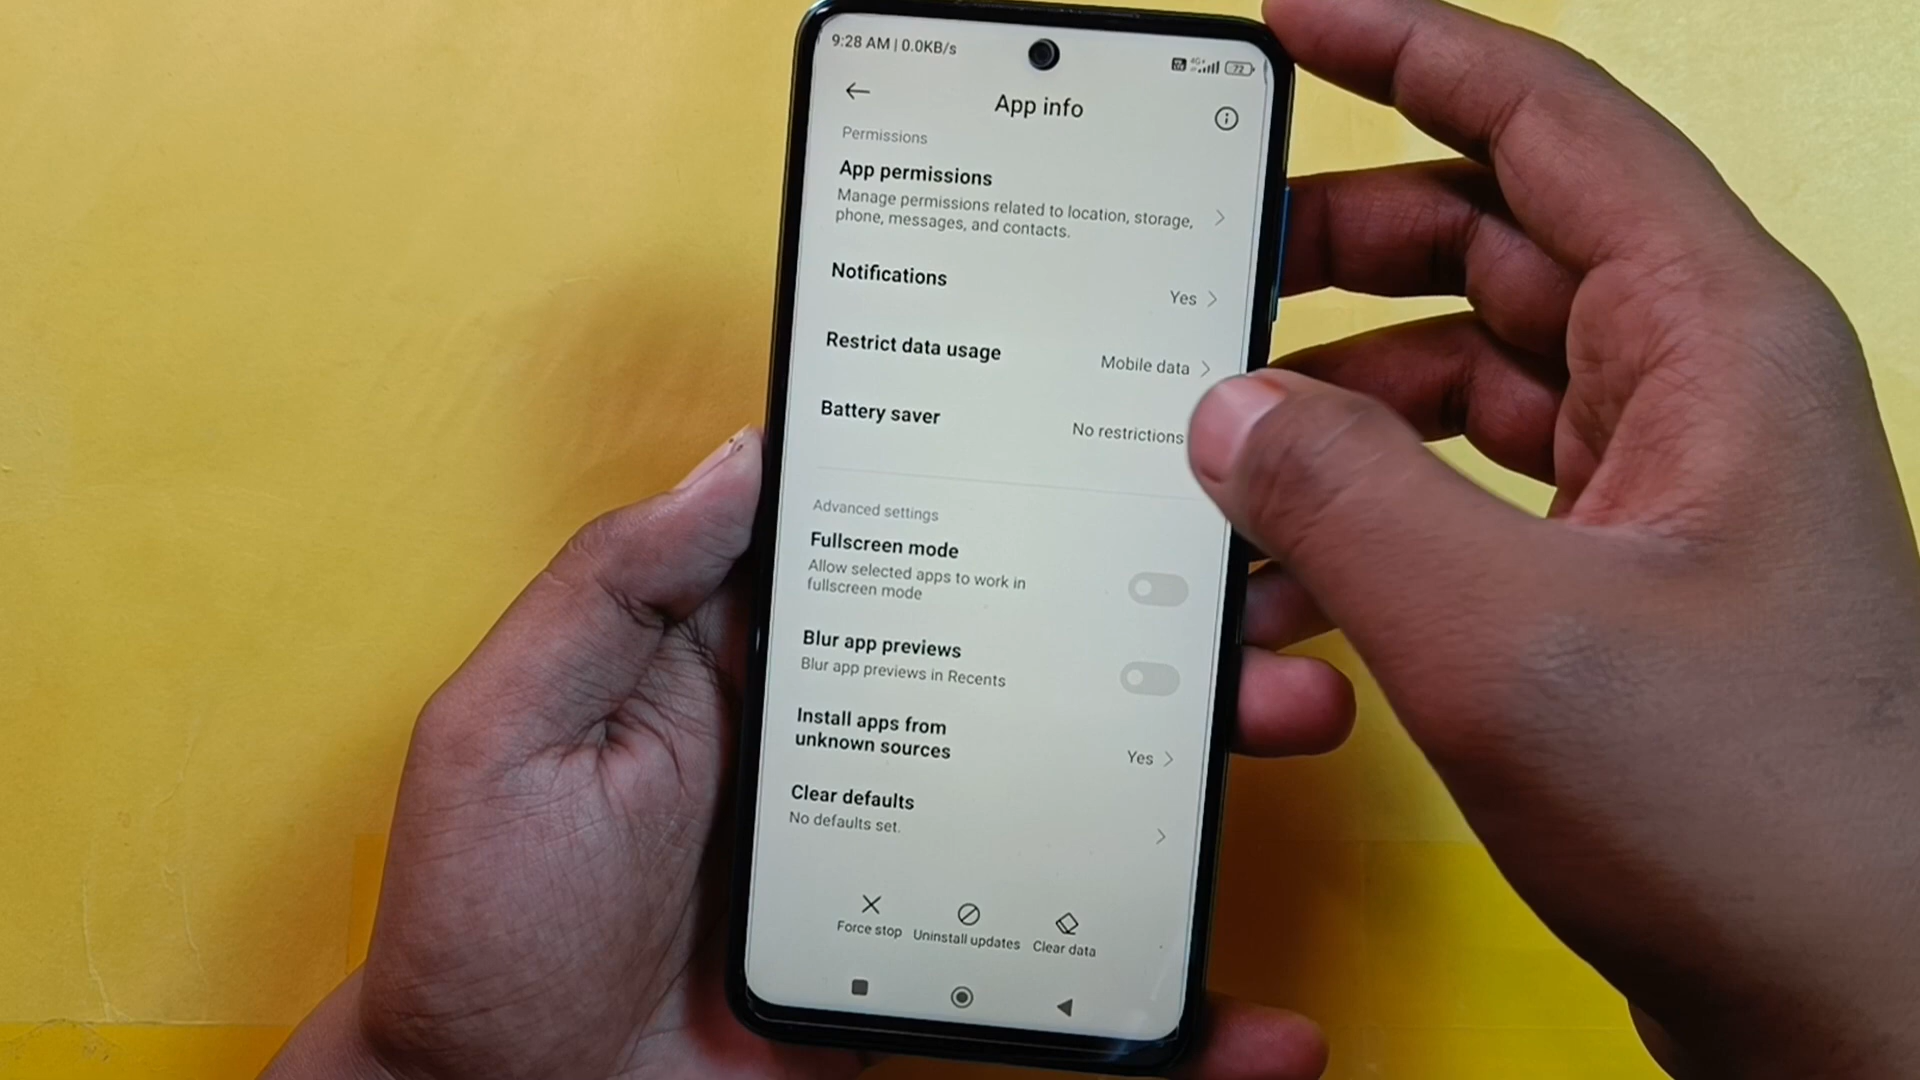 9:28 AM | 0.0KB/s
72
App info
Permissions
App permissions
Manage permissions related to location, storage,
phone, messages, and contacts.
Notifications
Yes
Restrict data usage
Mobile data
Battery saver
No restrictions
Advanced settings
Fullscreen mode
Allow selected apps to work in
fullscreen mode
Blur app previews
Blur app previews in Recents
Install apps from
unknown sources
Yes
Clear defaults
No defaults set.
Force stop
Uninstall updates
Clear data